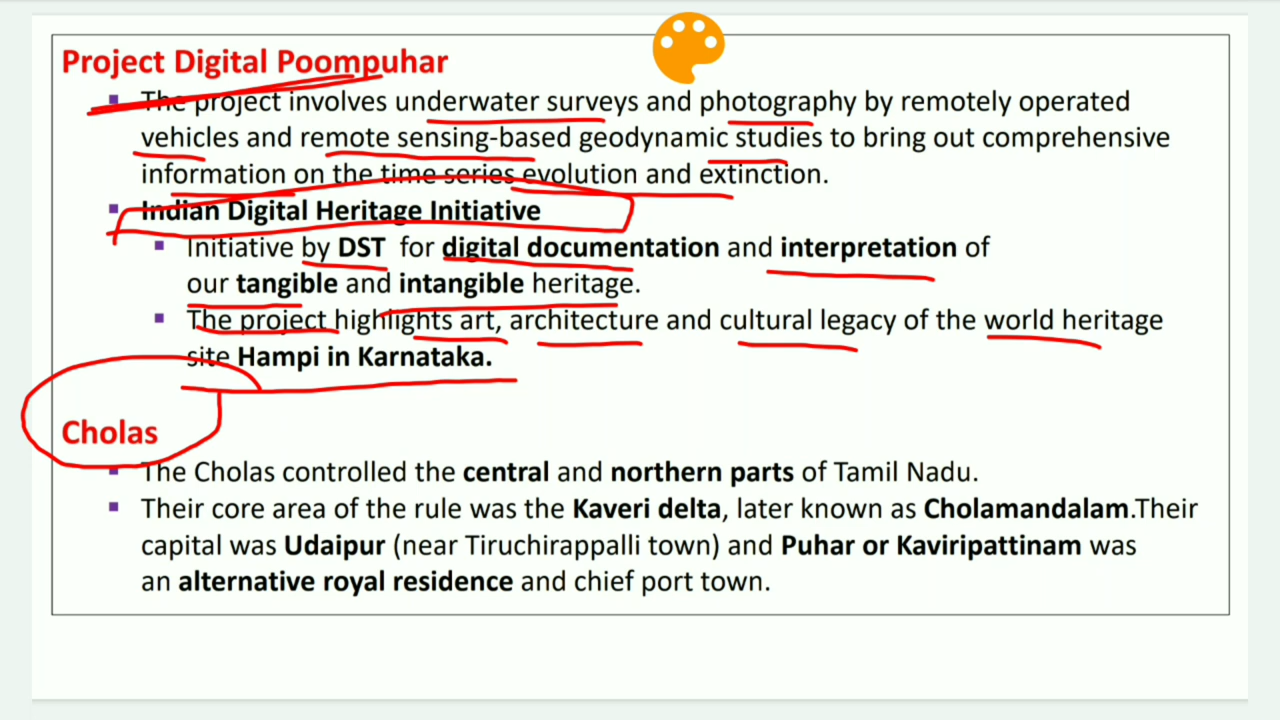 Project Digital Poompuhar
The project involves underwater surveys and photography by remotely operated
vehicles and remote sensing-based geodynamic studies to bring out comprehensive
information on the time series evolution and extinction.
Indian Digital Heritage Initiative
Initiative by DST for digital documentation and interpretation of
our tangible and intangible heritage.
The project highlights art, architecture and cultural legacy of the world heritage
site Hampi in Karnataka.
Cholas
The Cholas controlled the central and northern parts of Tamil Nadu.
Their core area of the rule was the Kaveri delta, later known as Cholamandalam.Their
capital was Udaipur (near Tiruchirappalli town) and Puhar or Kaviripattinam was
an alternative royal residence and chief port town.